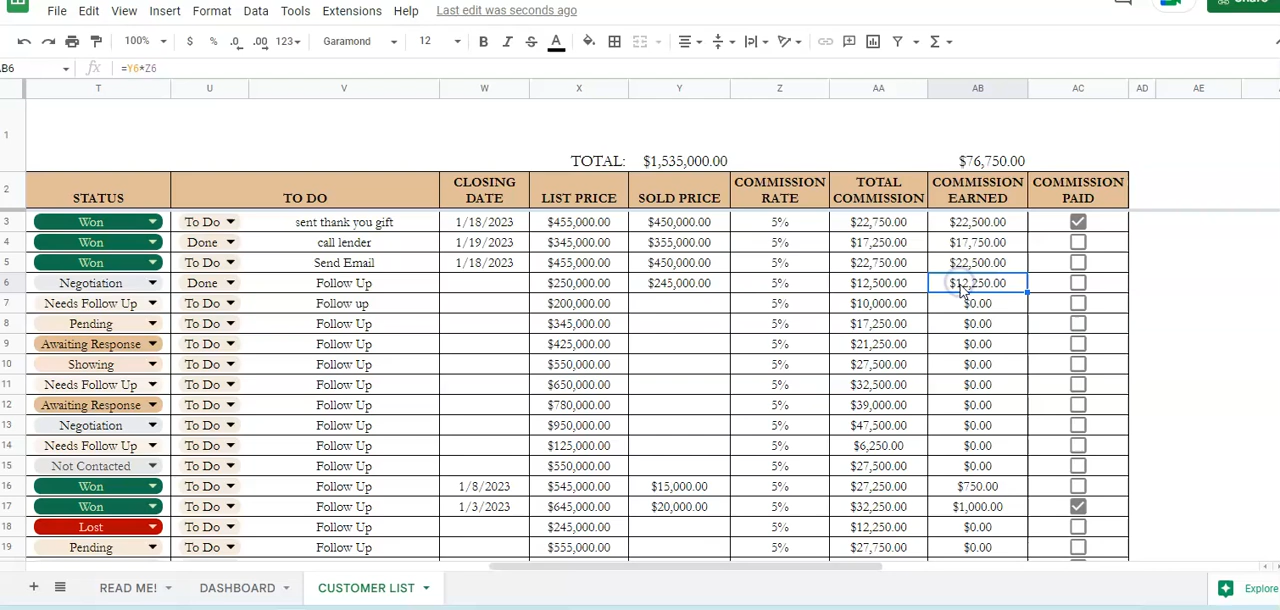 File Edit View Insert Format Data Tools Extensions Help Last edit was seconds ago
100% $ % .0 .00 123 Garamond 12 B I S A
=Y6*Z6
T U V W X Y Z AA AB AC AD AE
1 TOTAL: $1,535,000.00 $76,750.00
2 STATUS TO DO CLOSING DATE LIST PRICE SOLD PRICE COMMISSION RATE TOTAL COMMISSION COMMISSION EARNED COMMISSION PAID
3 Won To Do sent thank you gift 1/18/2023 $455,000.00 $450,000.00 5% $22,750.00 $22,500.00
4 Won Done call lender 1/19/2023 $345,000.00 $355,000.00 5% $17,250.00 $17,750.00
5 Won To Do Send Email 1/18/2023 $455,000.00 $450,000.00 5% $22,750.00 $22,500.00
6 Negotiation Done Follow Up $250,000.00 $245,000.00 5% $12,500.00 $12,250.00
7 Needs Follow Up To Do Follow up $200,000.00 5% $10,000.00 $0.00
8 Pending To Do Follow Up $345,000.00 5% $17,250.00 $0.00
9 Awaiting Response To Do Follow Up $425,000.00 5% $21,250.00 $0.00
10 Showing To Do Follow Up $550,000.00 5% $27,500.00 $0.00
11 Needs Follow Up To Do Follow Up $650,000.00 5% $32,500.00 $0.00
12 Awaiting Response To Do Follow Up $780,000.00 5% $39,000.00 $0.00
13 Negotiation To Do Follow Up $950,000.00 5% $47,500.00 $0.00
14 Needs Follow Up To Do Follow Up $125,000.00 5% $6,250.00 $0.00
15 Not Contacted To Do Follow Up $550,000.00 5% $27,500.00 $0.00
16 Won To Do Follow Up 1/8/2023 $545,000.00 $15,000.00 5% $27,250.00 $750.00
17 Won To Do Follow Up 1/3/2023 $645,000.00 $20,000.00 5% $32,250.00 $1,000.00
18 Lost To Do Follow Up $245,000.00 5% $12,250.00 $0.00
19 Pending To Do Follow Up $555,000.00 5% $27,750.00 $0.00
READ ME! DASHBOARD CUSTOMER LIST Explore